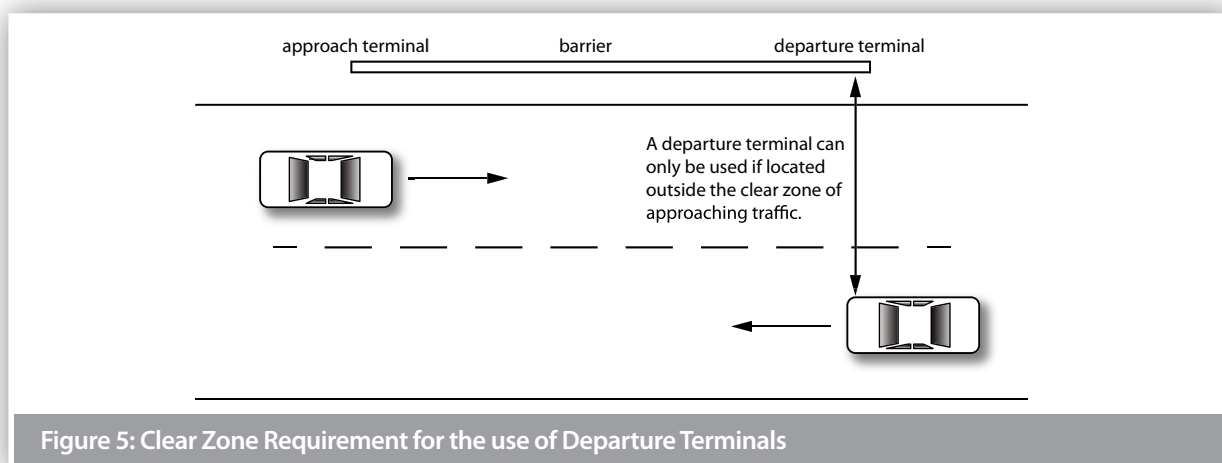 approach terminal
barrier
departure terminal
A departure terminal can
only be used if located
outside the clear zone of
approaching traffic.
Figure 5: Clear Zone Requirement for the use of Departure Terminals